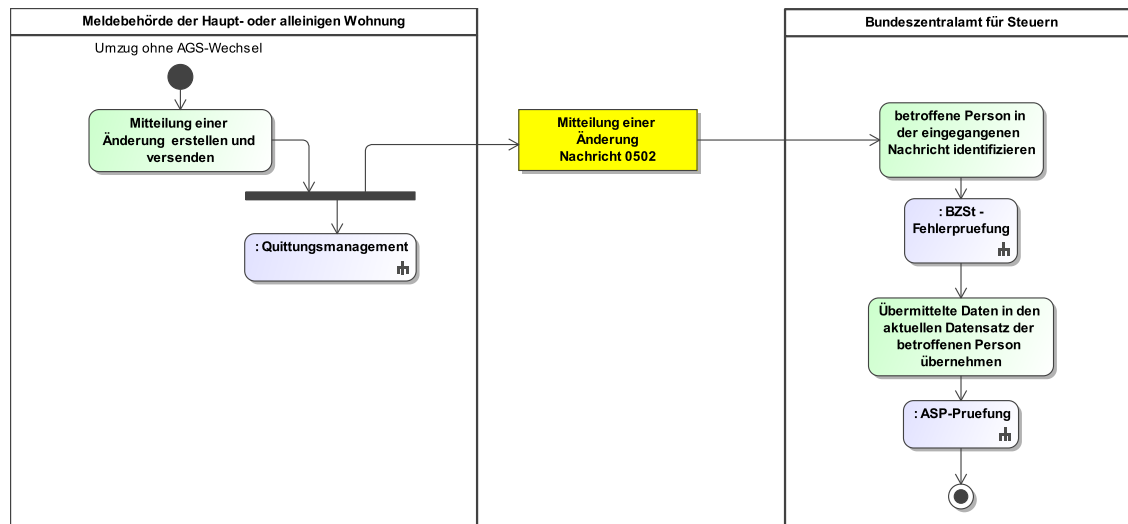 Meldebehörde der Haupt- oder alleinigen Wohnung
Umzug ohne AGS-Wechsel
Mitteilung einer
Änderung erstellen und
versenden
: Quittungsmanagement
Mitteilung einer
Änderung
Nachricht 0502
Bundeszentralamt für Steuern
betroffene Person in
der eingegangenen
Nachricht identifizieren
: BZSt -
Fehlerpruefung
Übermittelte Daten in den
aktuellen Datensatz der
betroffenen Person
übernehmen
: ASP-Pruefung